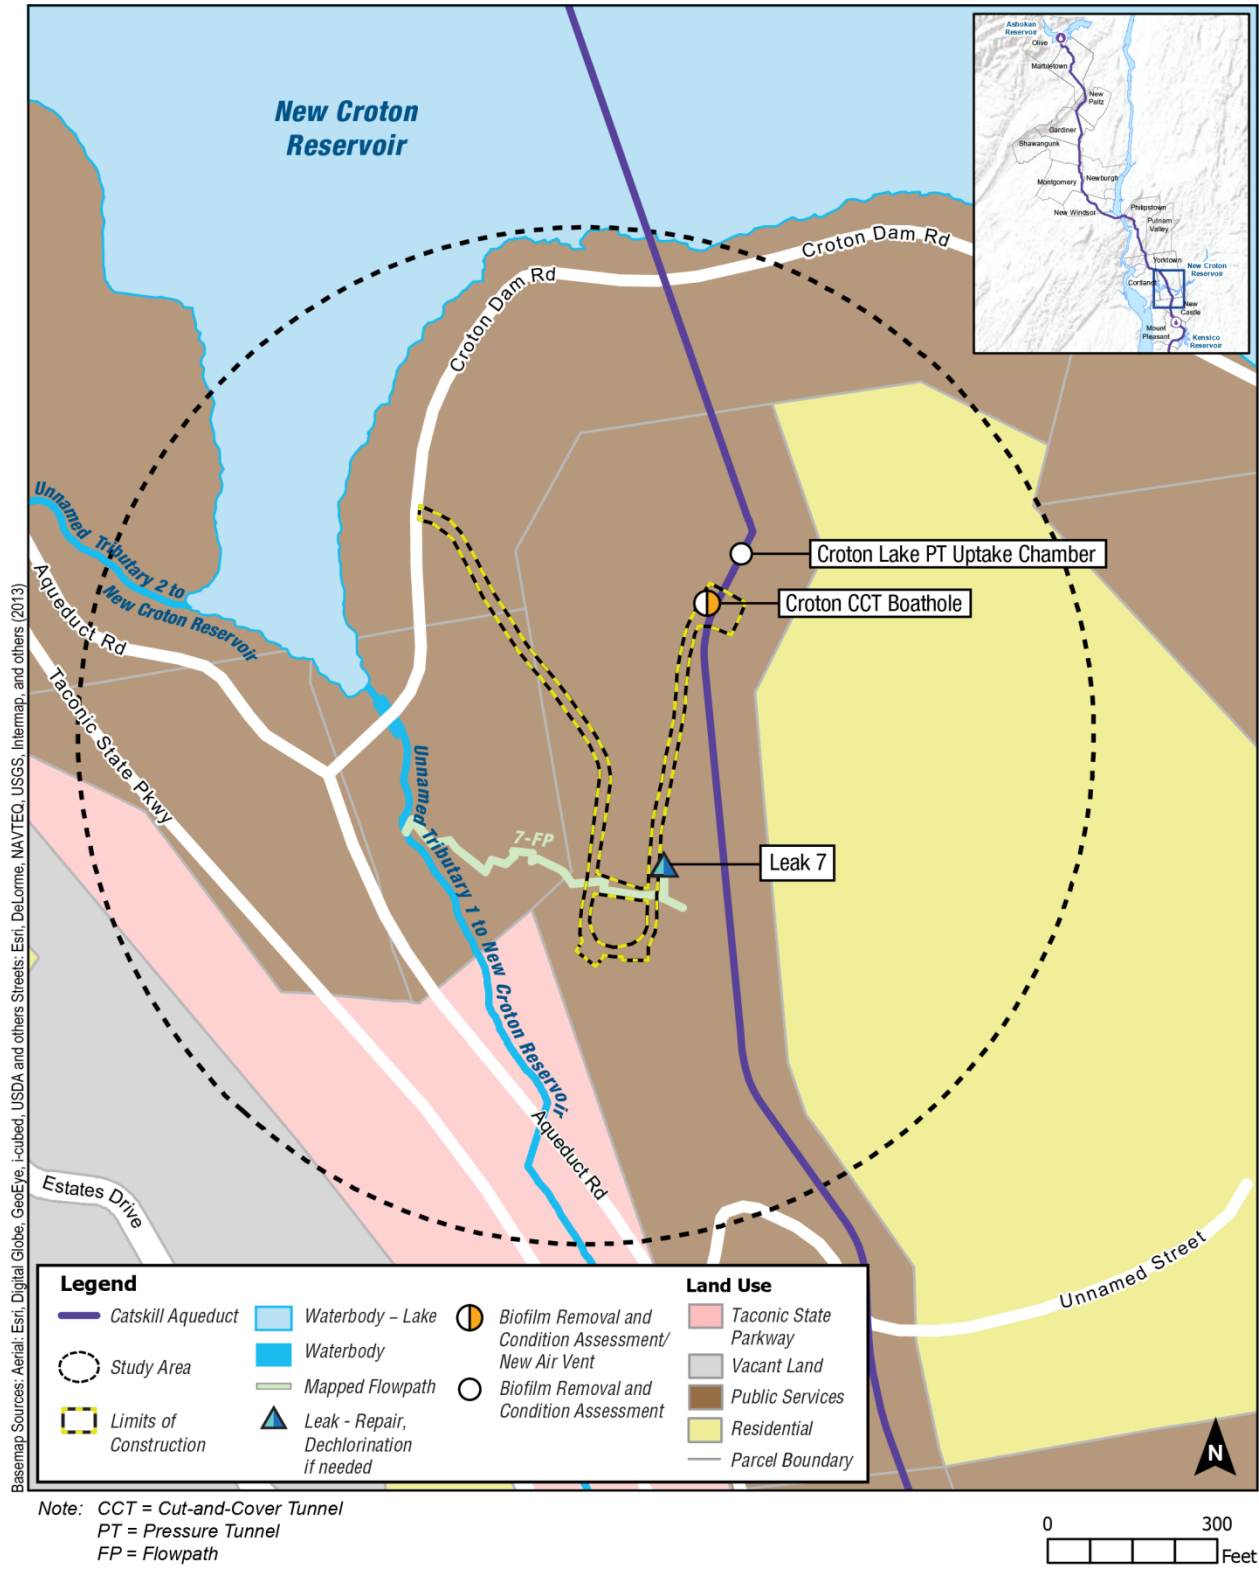 New Croton
Reservoir
Ashokan
Reservoir
Olive
Marbletown
New
Paltz
Gardiner
Shawangunk
Montgomery
Newburgh
New Windsor
Philipstown
Putnam
Valley
Yorktown
New Croton
Reservoir
Cortlandt
New
Castle
Mount
Pleasant
Kensico
Reservoir
Croton Dam Rd
Croton Dam Rd
Unnamed Tributary 2 to
New Croton Reservoir
Croton Lake PT Uptake Chamber
Croton CCT Boathole
Aqueduct Rd
Taconic State Pkwy
Unnamed Tributary 1 to New Croton Reservoir
7-FP
Leak 7
Aqueduct Rd
Estates Drive
Unnamed Street
Basemap Sources: Aerial: Esri, Digital Globe, GeoEye, i-cubed, USDA and others Streets: Esri, DeLorme, NAVTEQ, USGS, Intermap, and others (2013)
Legend
Catskill Aqueduct
Study Area
Limits of
Construction
Waterbody – Lake
Waterbody
Mapped Flowpath
Leak - Repair,
Dechlorination
if needed
Biofilm Removal and
Condition Assessment/
New Air Vent
Biofilm Removal and
Condition Assessment
Land Use
Taconic State
Parkway
Vacant Land
Public Services
Residential
Parcel Boundary
N
Note: CCT = Cut-and-Cover Tunnel
PT = Pressure Tunnel
FP = Flowpath
0 300
Feet